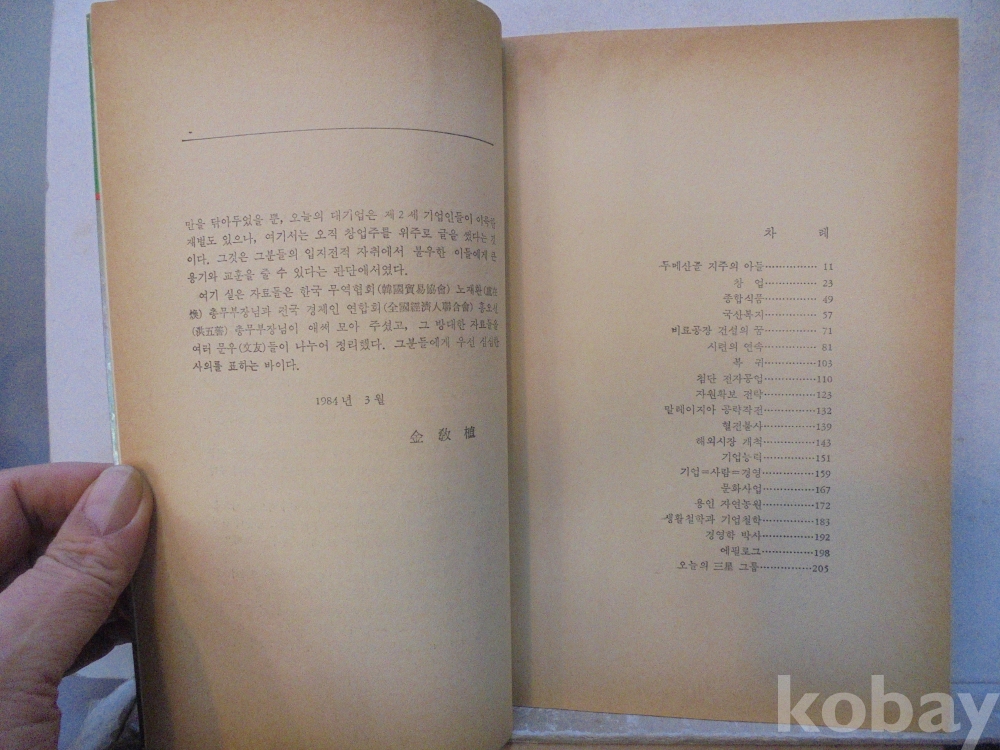 만을 닦아두었을 뿐, 오늘의 대기업은 제 2 세 기업인들이 이룩한
재벌도 있으나, 여기서는 오직 창업주를 위주로 글을 썼다는 점
이다. 그것은 그분들의 입지전적 자취에서 불우한 이들에게 큰
용기와 교훈을 줄 수 있다는 판단에서였다.
여기 실은 자료들은 한국 무역협회(韓國貿易協會) 노재환
총무부장님과 전국 경제인 연합회(全國經濟人聯合會) 홍오선
총무부장님이 애써 모아 주셨고, 그 방대한 자료들을
여러 문우(文友)들이 나누어 정리했다. 그분들에게 우선 심심한
사의를 표하는 바이다.
1984년 3월
金 敎 植
차 례
두메산골 지주의 아들 …………… 11
창 업 …………… 23
종합식품 …………… 49
국산복지 …………… 57
비료공장 건설의 꿈 …………… 71
시련의 연속 …………… 81
복 귀 …………… 103
첨단 전자공업 …………… 110
자원확보 전략 …………… 123
말레이지아 공략작전 …………… 132
혈전불사 …………… 139
해외시장 개척 …………… 143
기업능력 …………… 151
기업=사람=경영 …………… 159
문화사업 …………… 167
용인 자연농원 …………… 172
생활철학과 기업철학 …………… 183
경영학 박사 …………… 192
에필로그 …………… 198
오늘의 三星 그룹 …………… 205
kobay